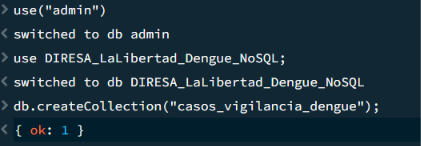 > use("admin")
< switched to db admin
> use DIRESA_LaLibertad_Dengue_NoSQL;
< switched to db DIRESA_LaLibertad_Dengue_NoSQL
> db.createCollection("casos_vigilancia_dengue");
< { ok: 1 }